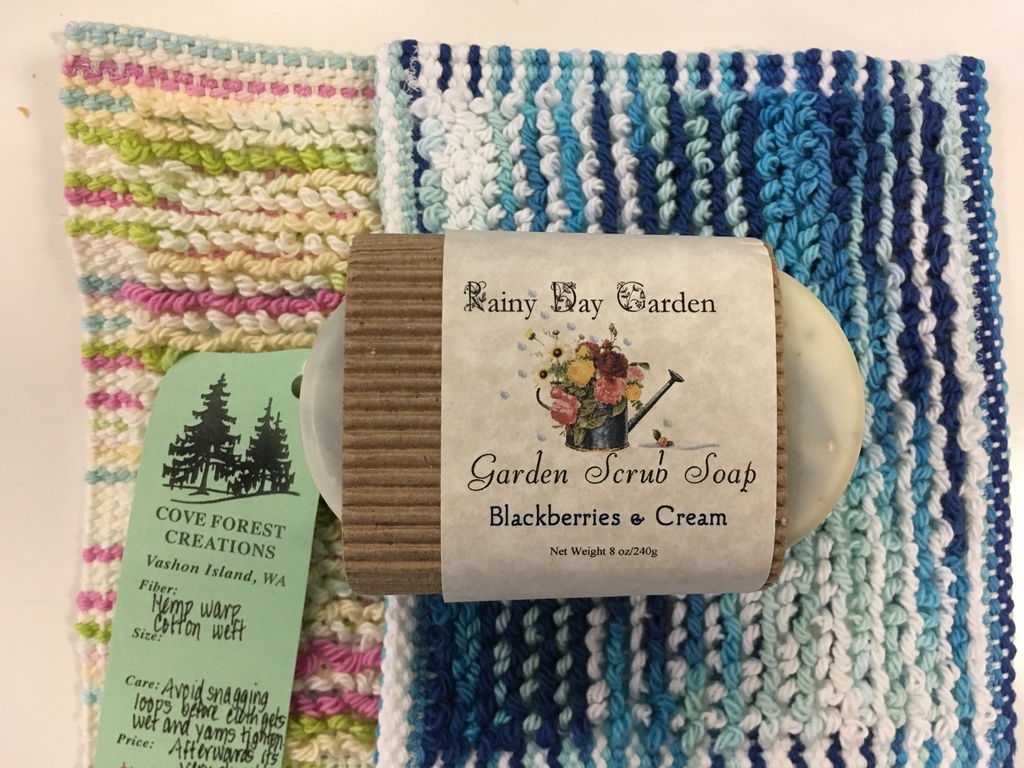 Rainy Day Garden
Garden Scrub Soap
Blackberries & Cream
Net Weight 8 oz/240g
COVE FOREST
CREATIONS
Vashon Island, WA
Fiber:
Hemp warp
Cotton weft
Size:
Care: Avoid snagging
loops before cloth gets
wet and yarns tighten
Price: Afterwards its